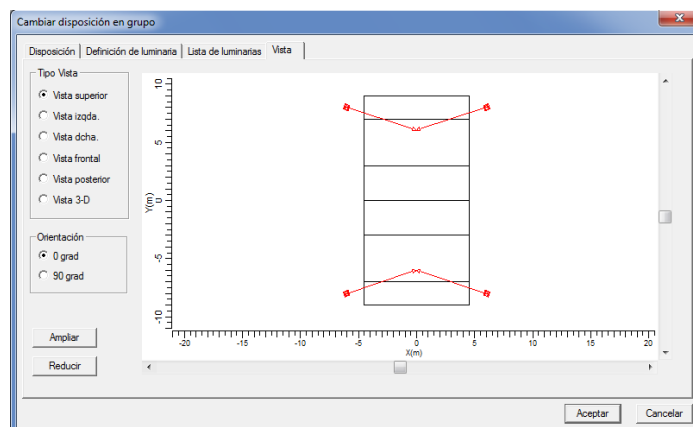 Cambiar disposición en grupo
Disposición Definición de luminaria Lista de luminarias Vista
Tipo Vista
Vista superior
Vista izqda.
Vista dcha.
Vista frontal
Vista posterior
Vista 3-D
Orientación
0 grad
90 grad
Ampliar
Reducir
Y(m)
10
5
0
-5
-10
-20 -15 -10 -5 0 5 10 15 20
X(m)
Aceptar Cancelar